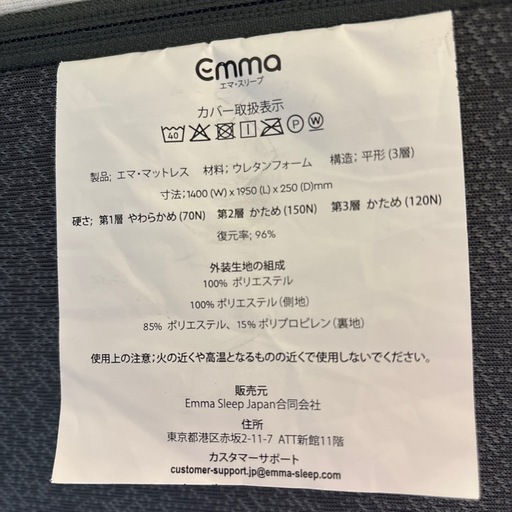 emma
エマ・スリープ
カバー取扱表示
40 P W
製品; エマ・マットレス 材料; ウレタンフォーム 構造; 平形 (3層)
寸法;1400 (W) x 1950 (L) x 250 (D)mm
硬さ; 第1層 やわらかめ (70N) 第2層 かため (150N) 第3層 かため (120N)
復元率; 96%
外装生地の組成
100% ポリエステル
100% ポリエステル (側地)
85% ポリエステル、15% ポリプロピレン (裏地)
使用上の注意;火の近くや高温となるものの近くで使用しないでください。
販売元
Emma Sleep Japan合同会社
住所
東京都港区赤坂2-11-7 ATT新館11階
カスタマーサポート
customer-support.jp@emma-sleep.com